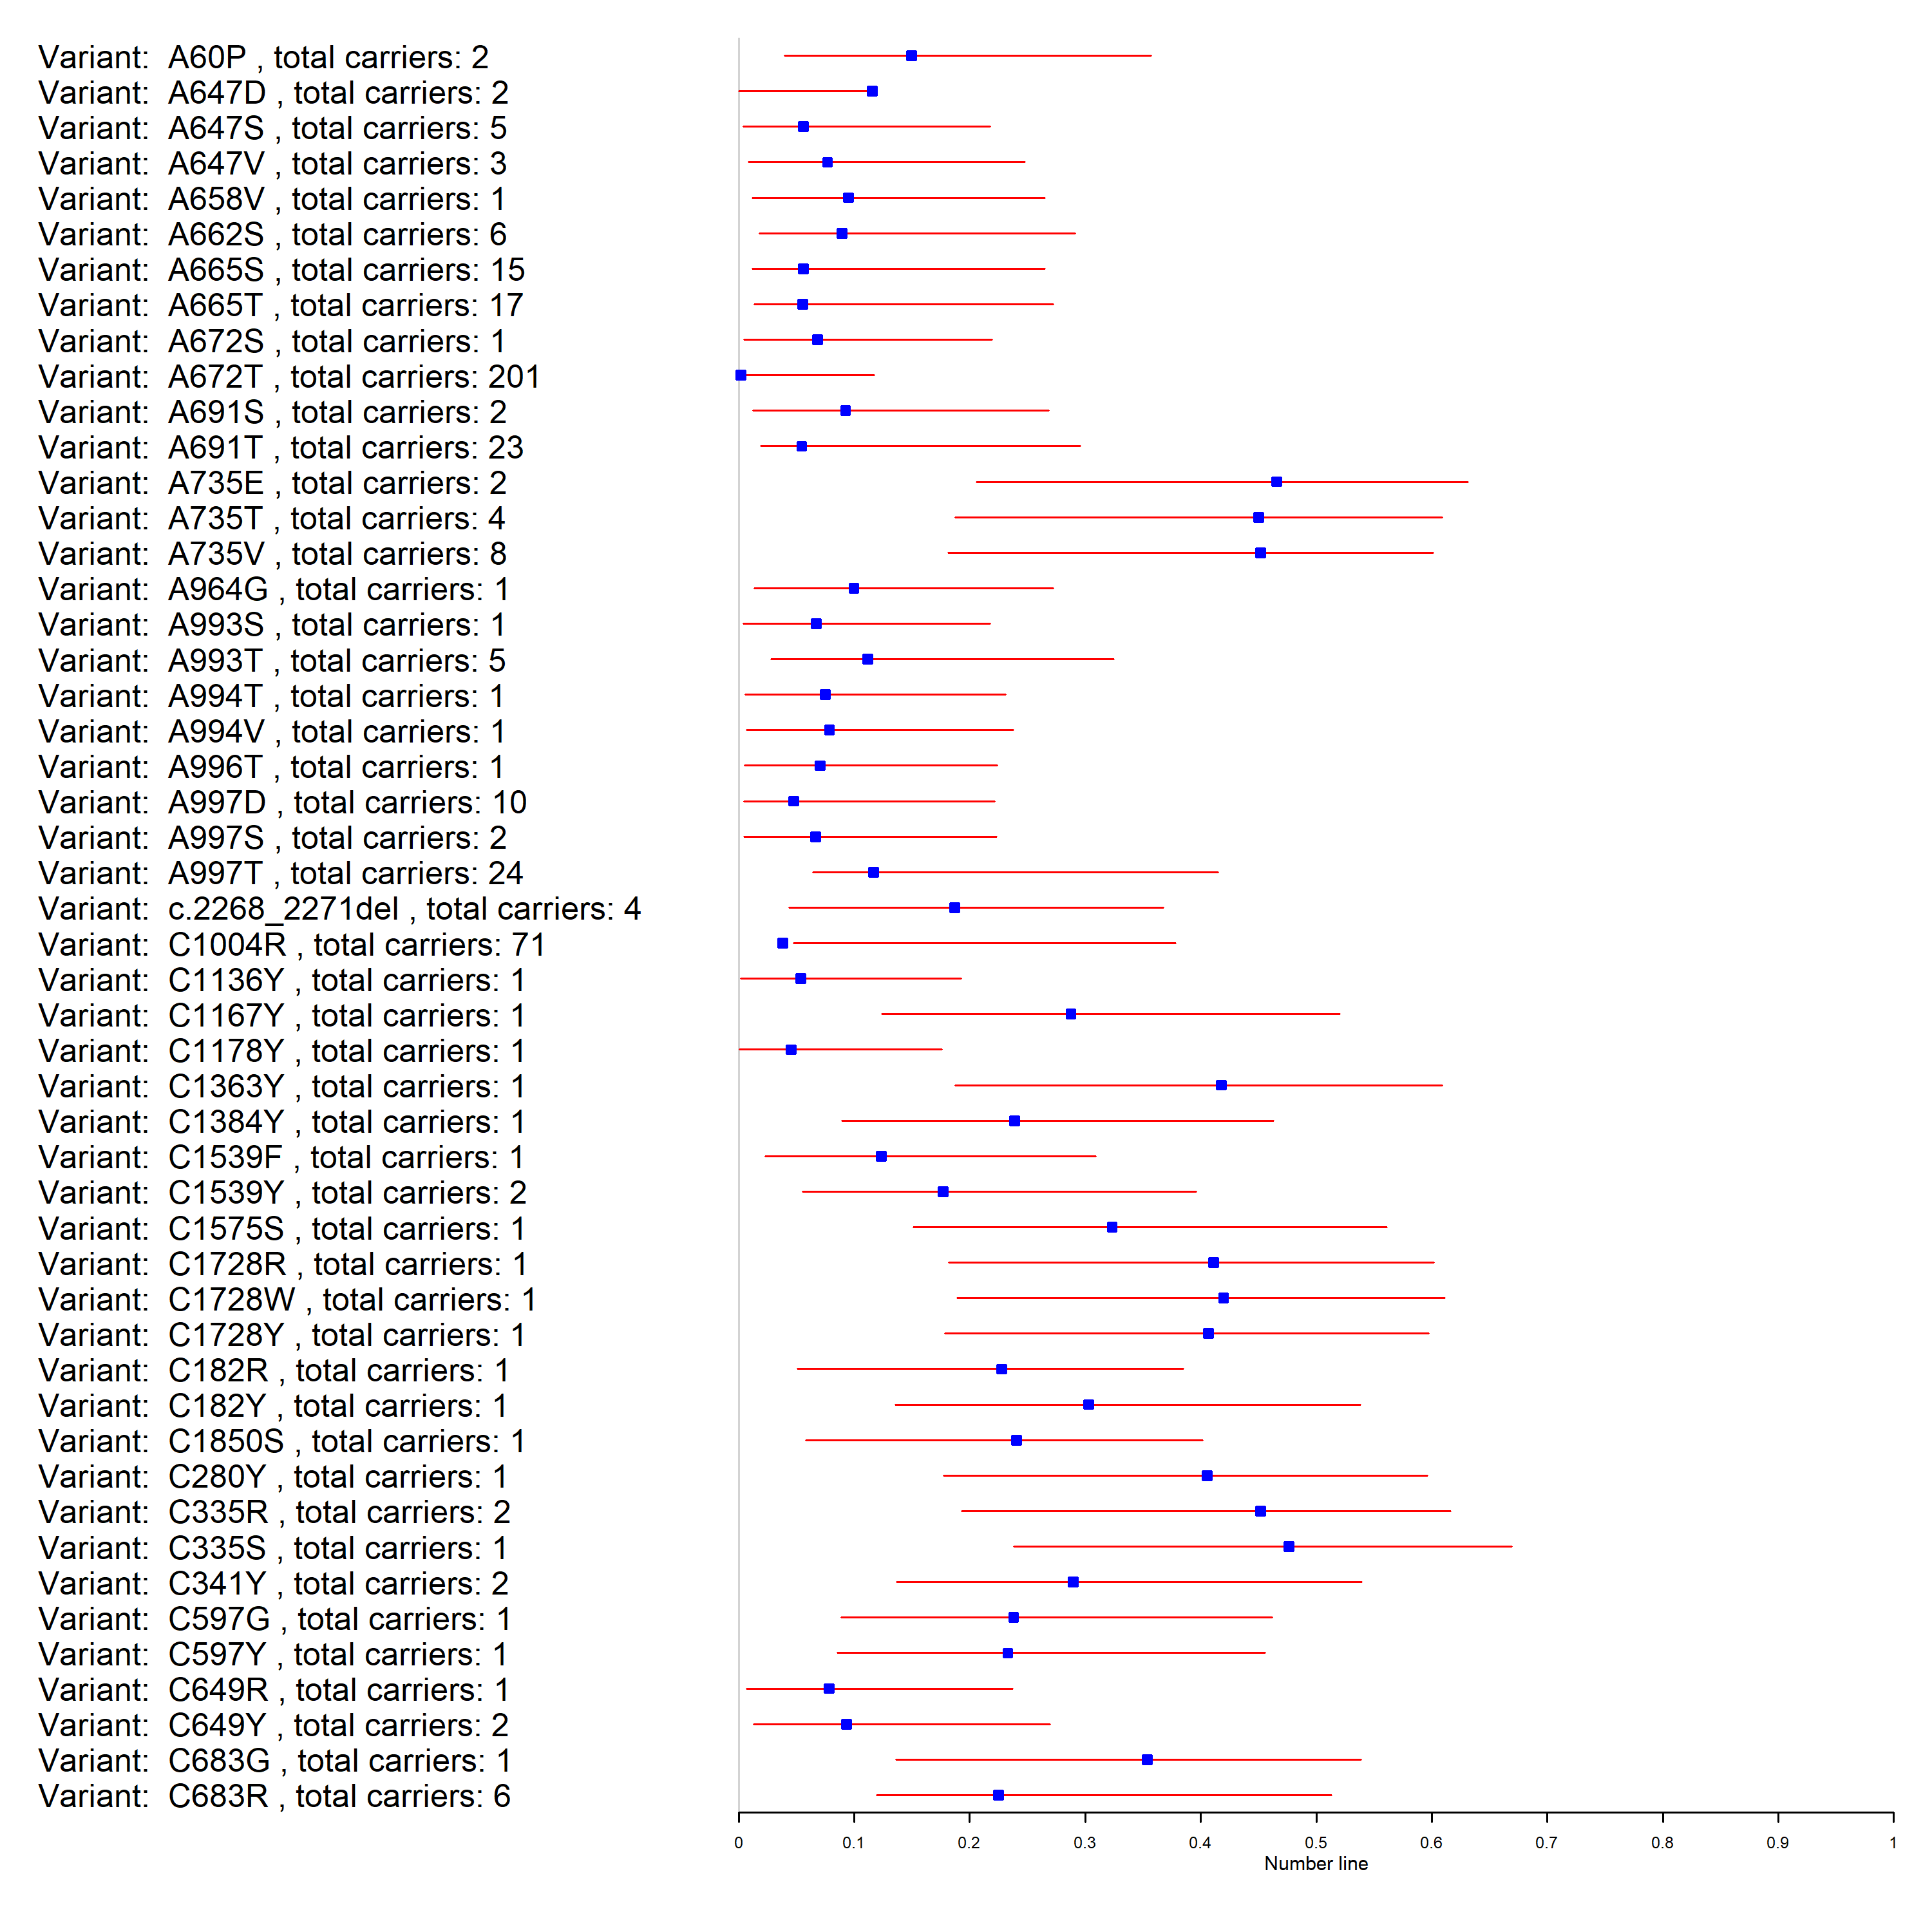 Variant:  A60P , total carriers: 2
Variant:  A647D , total carriers: 2
Variant:  A647S , total carriers: 5
Variant:  A647V , total carriers: 3
Variant:  A658V , total carriers: 1
Variant:  A662S , total carriers: 6
Variant:  A665S , total carriers: 15
Variant:  A665T , total carriers: 17
Variant:  A672S , total carriers: 1
Variant:  A672T , total carriers: 201
Variant:  A691S , total carriers: 2
Variant:  A691T , total carriers: 23
Variant:  A735E , total carriers: 2
Variant:  A735T , total carriers: 4
Variant:  A735V , total carriers: 8
Variant:  A964G , total carriers: 1
Variant:  A993S , total carriers: 1
Variant:  A993T , total carriers: 5
Variant:  A994T , total carriers: 1
Variant:  A994V , total carriers: 1
Variant:  A996T , total carriers: 1
Variant:  A997D , total carriers: 10
Variant:  A997S , total carriers: 2
Variant:  A997T , total carriers: 24
Variant:  c.2268_2271del , total carriers: 4
Variant:  C1004R , total carriers: 71
Variant:  C1136Y , total carriers: 1
Variant:  C1167Y , total carriers: 1
Variant:  C1178Y , total carriers: 1
Variant:  C1363Y , total carriers: 1
Variant:  C1384Y , total carriers: 1
Variant:  C1539F , total carriers: 1
Variant:  C1539Y , total carriers: 2
Variant:  C1575S , total carriers: 1
Variant:  C1728R , total carriers: 1
Variant:  C1728W , total carriers: 1
Variant:  C1728Y , total carriers: 1
Variant:  C182R , total carriers: 1
Variant:  C182Y , total carriers: 1
Variant:  C1850S , total carriers: 1
Variant:  C280Y , total carriers: 1
Variant:  C335R , total carriers: 2
Variant:  C335S , total carriers: 1
Variant:  C341Y , total carriers: 2
Variant:  C597G , total carriers: 1
Variant:  C597Y , total carriers: 1
Variant:  C649R , total carriers: 1
Variant:  C649Y , total carriers: 2
Variant:  C683G , total carriers: 1
Variant:  C683R , total carriers: 6
0 0.1 0.2 0.3 0.4 0.5 0.6 0.7 0.8 0.9 1
Number line